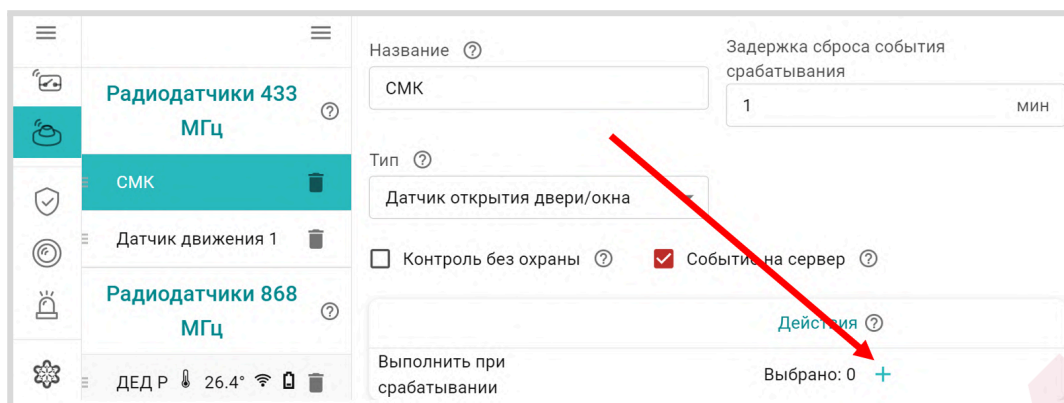 Радиодатчики 433
МГц
СМК
Датчик движения 1
Радиодатчики 868
МГц
ДЕД Р 26.4°
Название
СМК
Задержка сброса события
срабатывания
1 мин
Тип
Датчик открытия двери/окна
Контроль без охраны
Событие на сервер
Действия
Выполнить при
срабатывании
Выбрано: 0 +